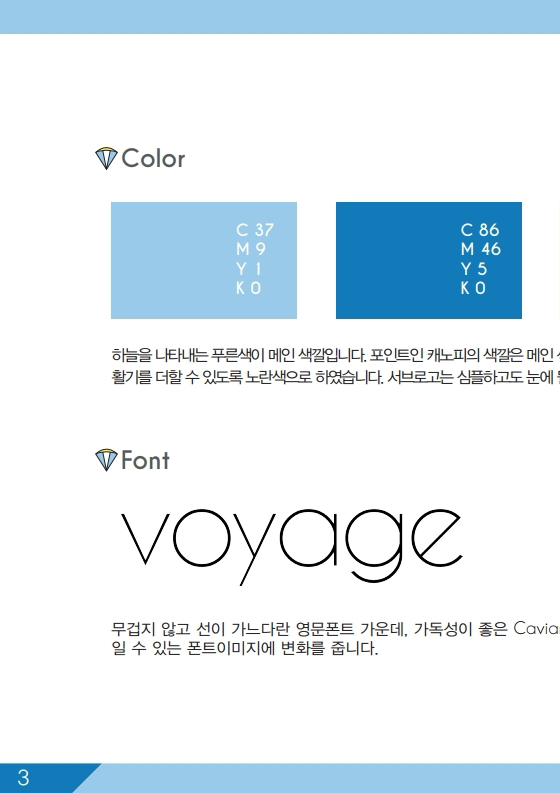 Color
C 37
M 9
Y 1
K 0
C 86
M 46
Y 5
K 0
하늘을 나타내는 푸른색이 메인 색깔입니다. 포인트인 캐노피의 색깔은 메인
활기를 더할 수 있도록 노란색으로 하였습니다. 서브로고는 심플하고도 눈에
Font
voyage
무겁지 않고 선이 가느다란 영문폰트 가운데, 가독성이 좋은 Cavia
일 수 있는 폰트이미지에 변화를 줍니다.
3